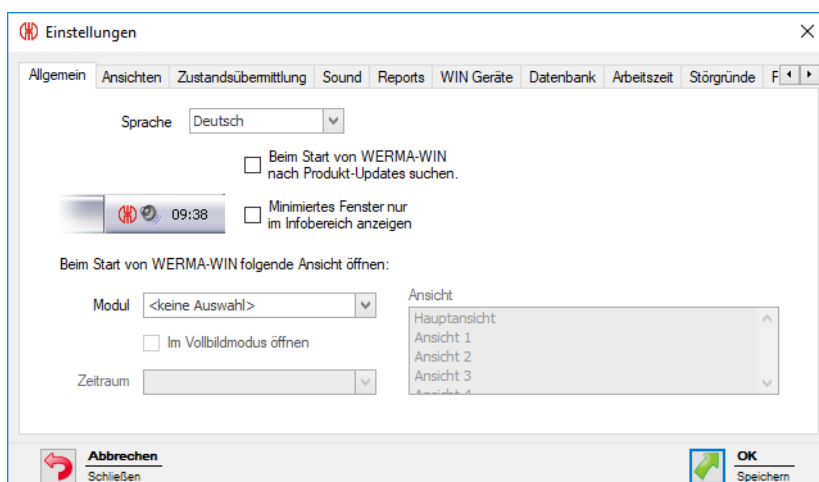 Einstellungen
Allgemein Ansichten Zustandsübermittlung Sound Reports WIN Geräte Datenbank Arbeitszeit Störgründe F
Sprache Deutsch
Beim Start von WERMA-WIN
nach Produkt-Updates suchen.
09:38
Minimiertes Fenster nur
im Infobereich anzeigen
Beim Start von WERMA-WIN folgende Ansicht öffnen:
Modul <keine Auswahl>
Im Vollbildmodus öffnen
Zeitraum
Ansicht
Hauptansicht
Ansicht 1
Ansicht 2
Ansicht 3
Ansicht 4
Abbrechen
Schließen
OK
Speichern